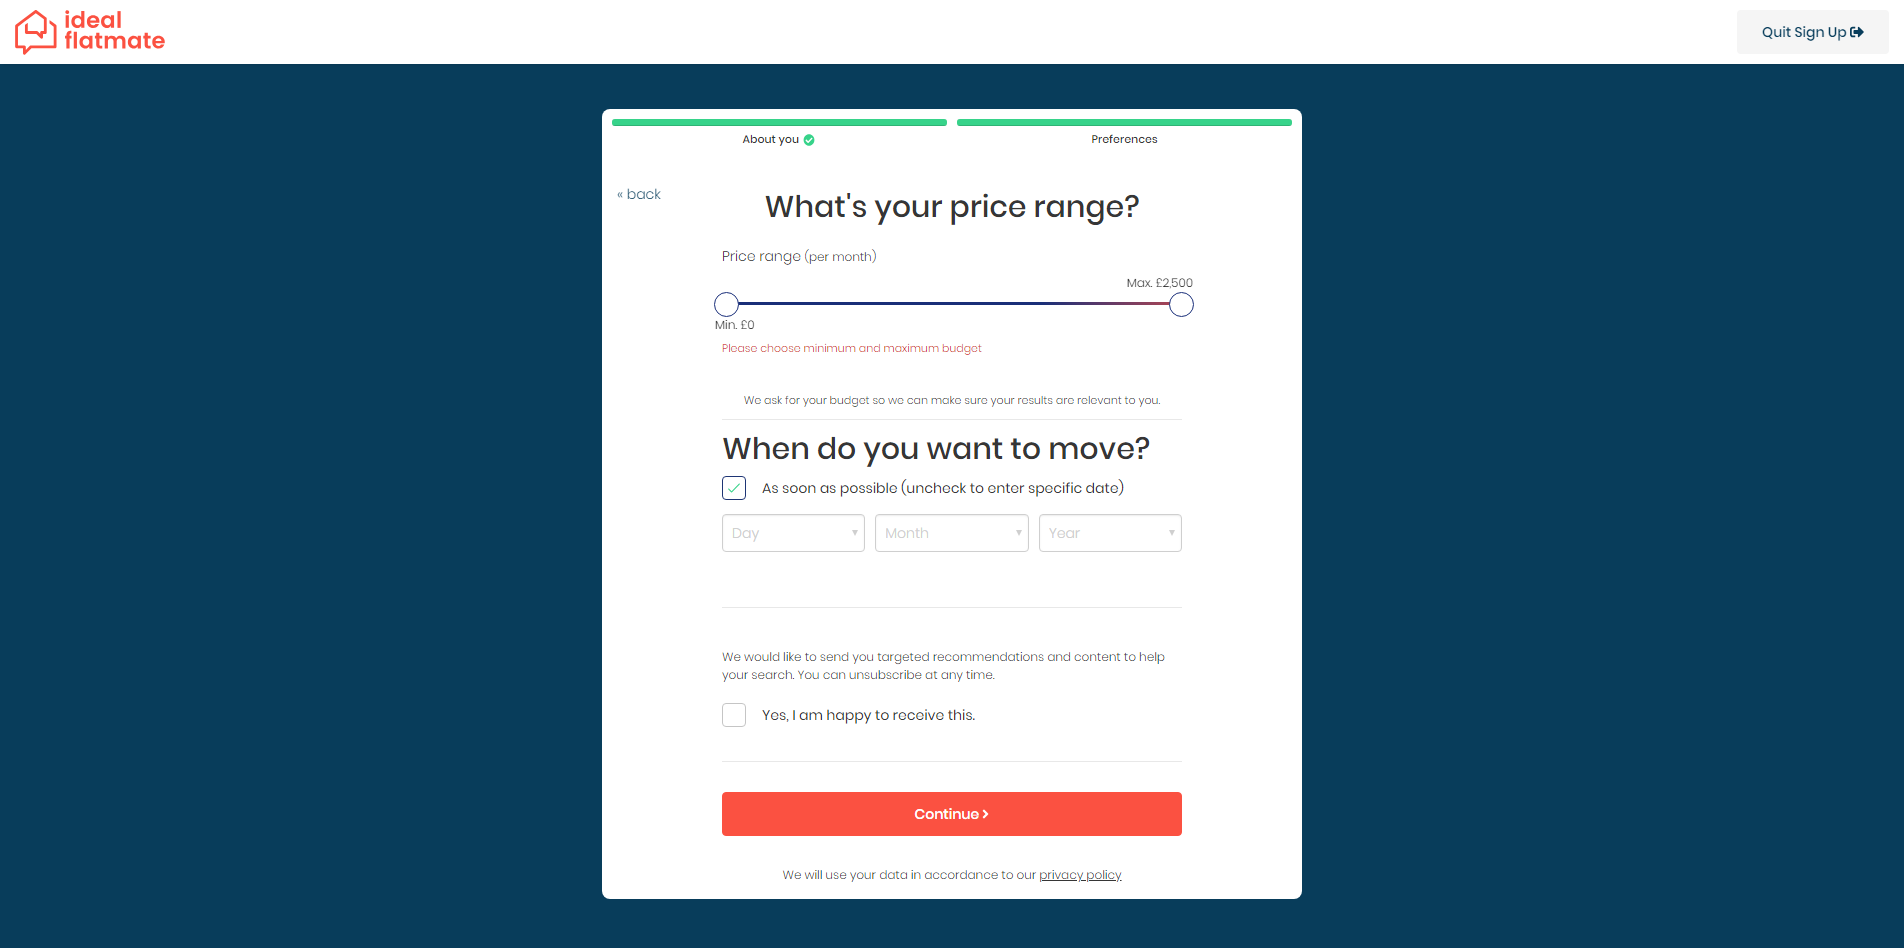 ideal
flatmate
Quit Sign Up
About you
Preferences
« back
What's your price range?
Price range (per month)
Max. £2,500
Min. £0
Please choose minimum and maximum budget
We ask for your budget so we can make sure your results are relevant to you.
When do you want to move?
As soon as possible (uncheck to enter specific date)
Day
Month
Year
We would like to send you targeted recommendations and content to help
your search. You can unsubscribe at any time.
Yes, I am happy to receive this.
Continue
We will use your data in accordance to our privacy policy